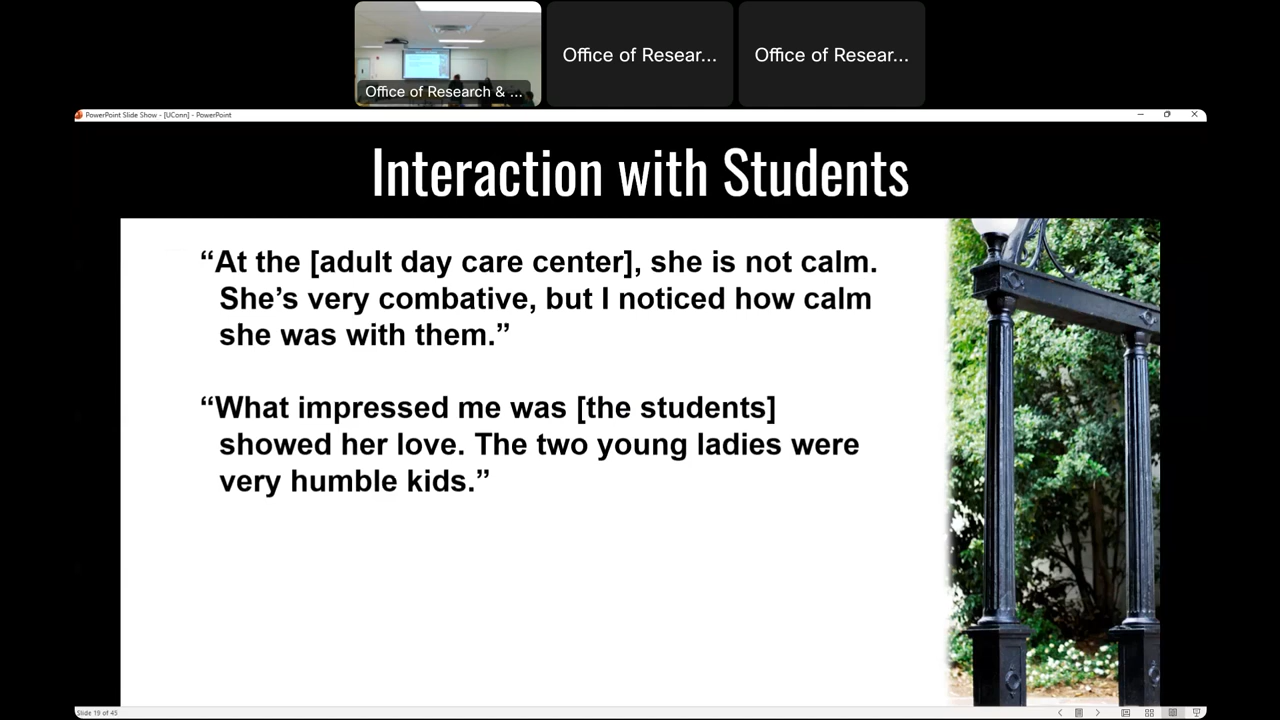 Office of Resear...
Office of Resear...
Office of Research & ...
PowerPoint Slide Show - [UConn] - PowerPoint
Interaction with Students
“At the [adult day care center], she is not calm.
She’s very combative, but I noticed how calm
she was with them.”
“What impressed me was [the students]
showed her love. The two young ladies were
very humble kids.”
Slide 19 of 45